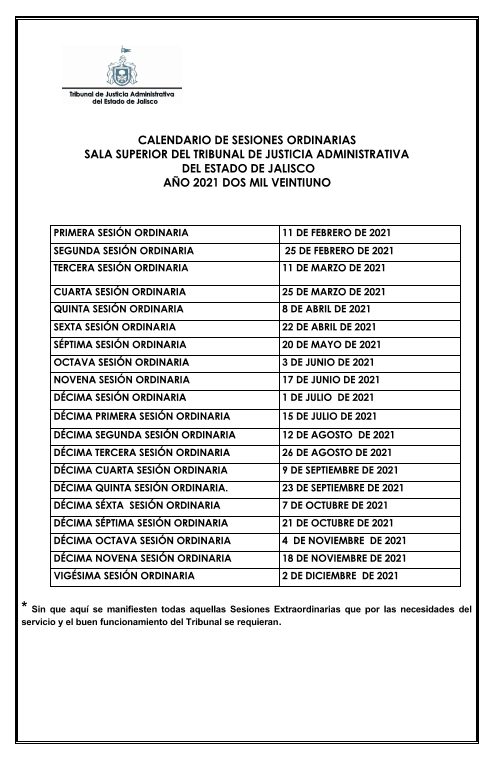 Tribunal de Justicia Administrativa
del Estado de Jalisco
CALENDARIO DE SESIONES ORDINARIAS
SALA SUPERIOR DEL TRIBUNAL DE JUSTICIA ADMINISTRATIVA
DEL ESTADO DE JALISCO
AÑO 2021 DOS MIL VEINTIUNO
PRIMERA SESIÓN ORDINARIA 11 DE FEBRERO DE 2021
SEGUNDA SESIÓN ORDINARIA 25 DE FEBRERO DE 2021
TERCERA SESIÓN ORDINARIA 11 DE MARZO DE 2021
CUARTA SESIÓN ORDINARIA 25 DE MARZO DE 2021
QUINTA SESIÓN ORDINARIA 8 DE ABRIL DE 2021
SEXTA SESIÓN ORDINARIA 22 DE ABRIL DE 2021
SÉPTIMA SESIÓN ORDINARIA 20 DE MAYO DE 2021
OCTAVA SESIÓN ORDINARIA 3 DE JUNIO DE 2021
NOVENA SESIÓN ORDINARIA 17 DE JUNIO DE 2021
DÉCIMA SESIÓN ORDINARIA 1 DE JULIO DE 2021
DÉCIMA PRIMERA SESIÓN ORDINARIA 15 DE JULIO DE 2021
DÉCIMA SEGUNDA SESIÓN ORDINARIA 12 DE AGOSTO DE 2021
DÉCIMA TERCERA SESIÓN ORDINARIA 26 DE AGOSTO DE 2021
DÉCIMA CUARTA SESIÓN ORDINARIA 9 DE SEPTIEMBRE DE 2021
DÉCIMA QUINTA SESIÓN ORDINARIA. 23 DE SEPTIEMBRE DE 2021
DÉCIMA SÉXTA SESIÓN ORDINARIA 7 DE OCTUBRE DE 2021
DÉCIMA SÉPTIMA SESIÓN ORDINARIA 21 DE OCTUBRE DE 2021
DÉCIMA OCTAVA SESIÓN ORDINARIA 4 DE NOVIEMBRE DE 2021
DÉCIMA NOVENA SESIÓN ORDINARIA 18 DE NOVIEMBRE DE 2021
VIGÉSIMA SESIÓN ORDINARIA 2 DE DICIEMBRE DE 2021
* Sin que aquí se manifiesten todas aquellas Sesiones Extraordinarias que por las necesidades del
servicio y el buen funcionamiento del Tribunal se requieran.